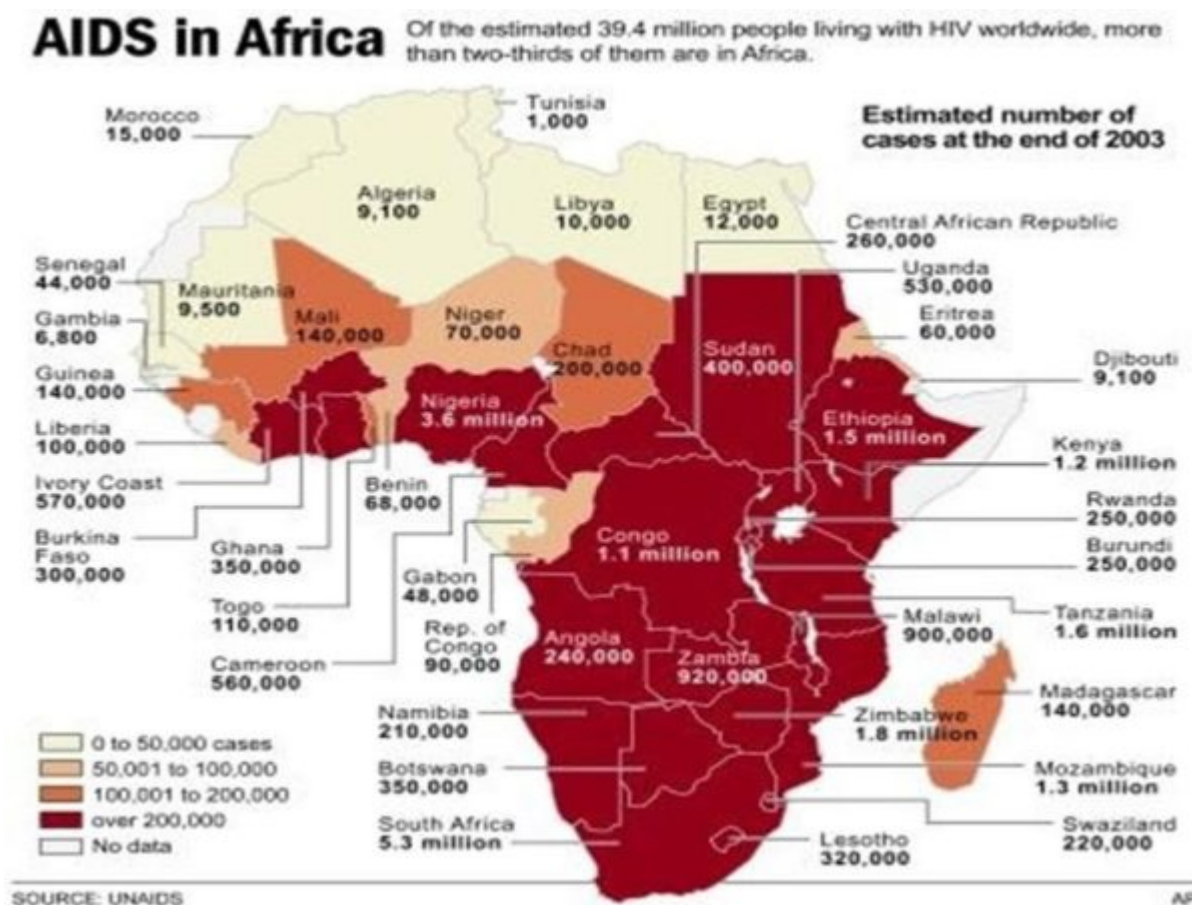 AIDS in Africa
Of the estimated 39.4 million people living with HIV worldwide, more
than two-thirds of them are in Africa.
Estimated number of
cases at the end of 2003
Morocco
15,000
Tunisia
1,000
Algeria
9,100
Libya
10,000
Egypt
12,000
Central African Republic
260,000
Uganda
530,000
Eritrea
60,000
Djibouti
9,100
Senegal
44,000
Mauritania
9,500
Mali
140,000
Niger
70,000
Chad
200,000
Sudan
400,000
Gambia
6,800
Guinea
140,000
Nigeria
3.6 million
Ethiopia
1.5 million
Liberia
100,000
Kenya
1.2 million
Ivory Coast
570,000
Benin
68,000
Rwanda
250,000
Burkina
Faso
300,000
Ghana
350,000
Congo
1.1 million
Burundi
250,000
Togo
110,000
Gabon
48,000
Rep. of
Congo
90,000
Malawi
900,000
Tanzania
1.6 million
Cameroon
560,000
Angola
240,000
Zambia
920,000
Madagascar
140,000
Namibia
210,000
Zimbabwe
1.8 million
Botswana
350,000
Mozambique
1.3 million
South Africa
5.3 million
Lesotho
320,000
Swaziland
220,000
0 to 50,000 cases
50,001 to 100,000
100,001 to 200,000
over 200,000
No data
SOURCE: UNAIDS
AP